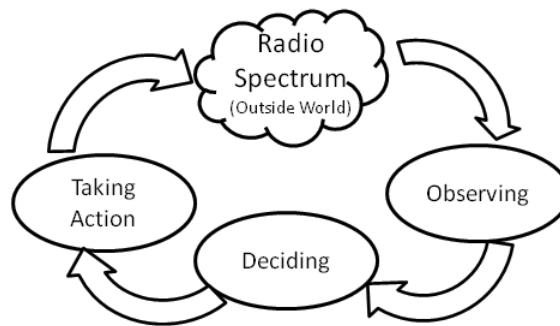 Radio
Spectrum
(Outside World)
Observing
Deciding
Taking
Action